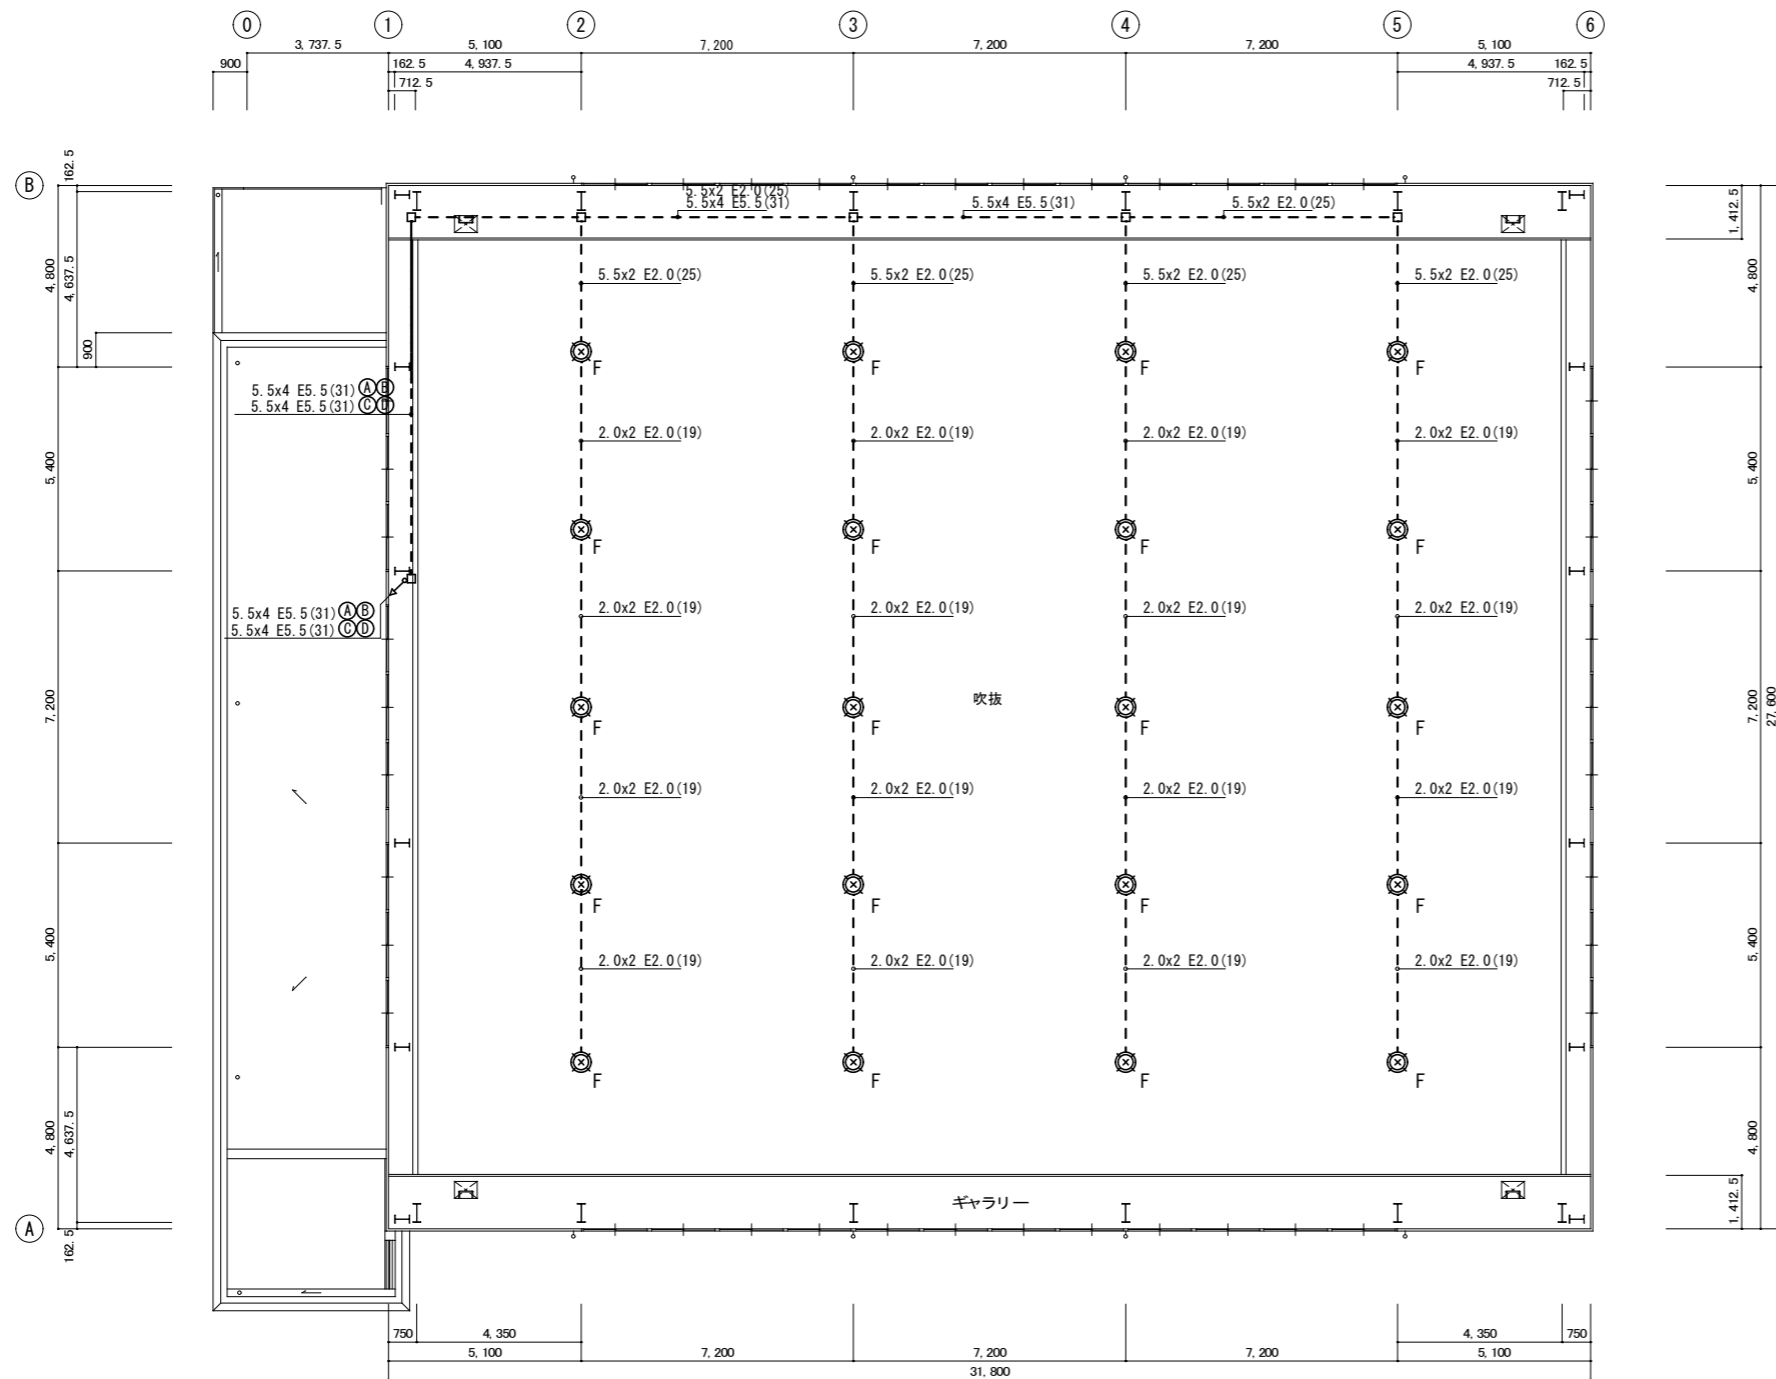 0 1 2 3 4 5 6
3,737.5 5,100 7,200 7,200 7,200 5,100
900 162.5 4,937.5 4,937.5 162.5
712.5 712.5
B
162.5
4,800
4,637.5
900
5,400
7,200
5,400
4,800
4,637.5
162.5
A
5.5x2 E2.0(25)
5.5x4 E5.5(31) 5.5x4 E5.5(31) 5.5x2 E2.0(25)
5.5x2 E2.0(25) 5.5x2 E2.0(25) 5.5x2 E2.0(25) 5.5x2 E2.0(25)
F F F F
5.5x4 E5.5(31) A B
5.5x4 E5.5(31) C D
2.0x2 E2.0(19) 2.0x2 E2.0(19) 2.0x2 E2.0(19) 2.0x2 E2.0(19)
F F F F
5.5x4 E5.5(31) A B
5.5x4 E5.5(31) C D
2.0x2 E2.0(19) 2.0x2 E2.0(19) 2.0x2 E2.0(19) 2.0x2 E2.0(19)
吹抜
F F F F
2.0x2 E2.0(19) 2.0x2 E2.0(19) 2.0x2 E2.0(19) 2.0x2 E2.0(19)
F F F F
2.0x2 E2.0(19) 2.0x2 E2.0(19) 2.0x2 E2.0(19) 2.0x2 E2.0(19)
F F F F
ギャラリー
1,412.5
4,800
5,400
7,200
27,600
5,400
4,800
1,412.5
750 4,350 4,350 750
5,100 7,200 7,200 7,200 5,100
31,800